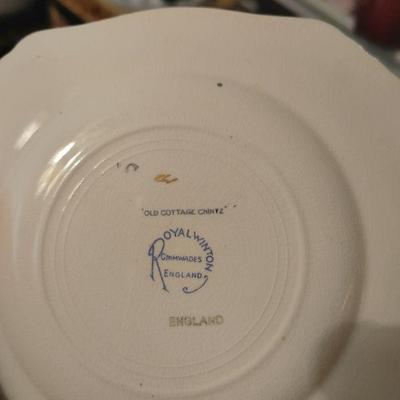 "OLD COTTAGE CHINTZ"
ROYAL WINTON
GRIMWADES
ENGLAND
ENGLAND